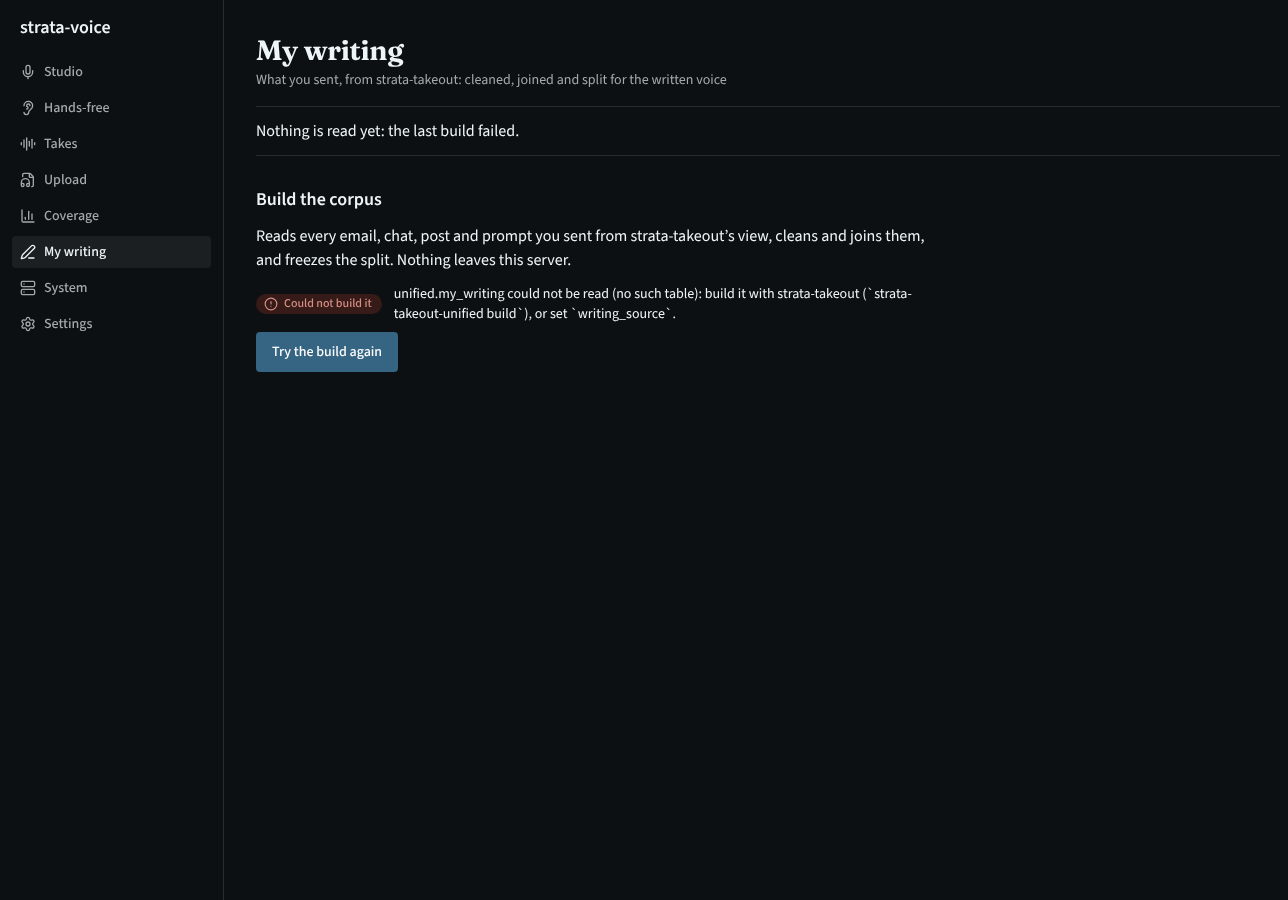 strata-voice
Studio
Hands-free
Takes
Upload
Coverage
My writing
System
Settings
My writing
What you sent, from strata-takeout: cleaned, joined and split for the written voice
Nothing is read yet: the last build failed.
Build the corpus
Reads every email, chat, post and prompt you sent from strata-takeout’s view, cleans and joins them,
and freezes the split. Nothing leaves this server.
Could not build it
unified.my_writing could not be read (no such table): build it with strata-takeout (`strata-
takeout-unified build`), or set `writing_source`.
Try the build again